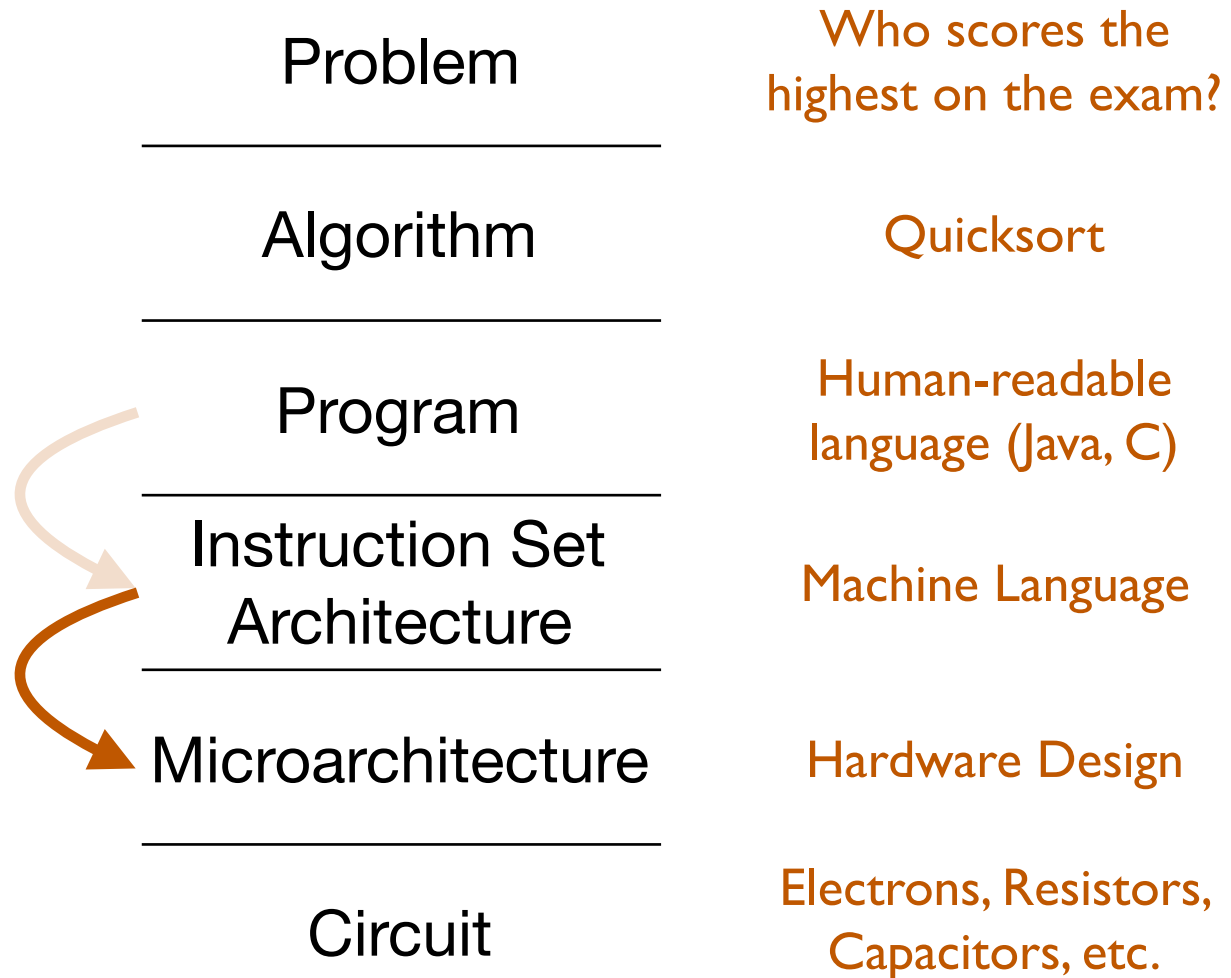 Problem
Who scores the
highest on the exam?
Algorithm
Quicksort
Program
Human-readable
language (Java, C)
Instruction Set
Architecture
Machine Language
Microarchitecture
Hardware Design
Circuit
Electrons, Resistors,
Capacitors, etc.